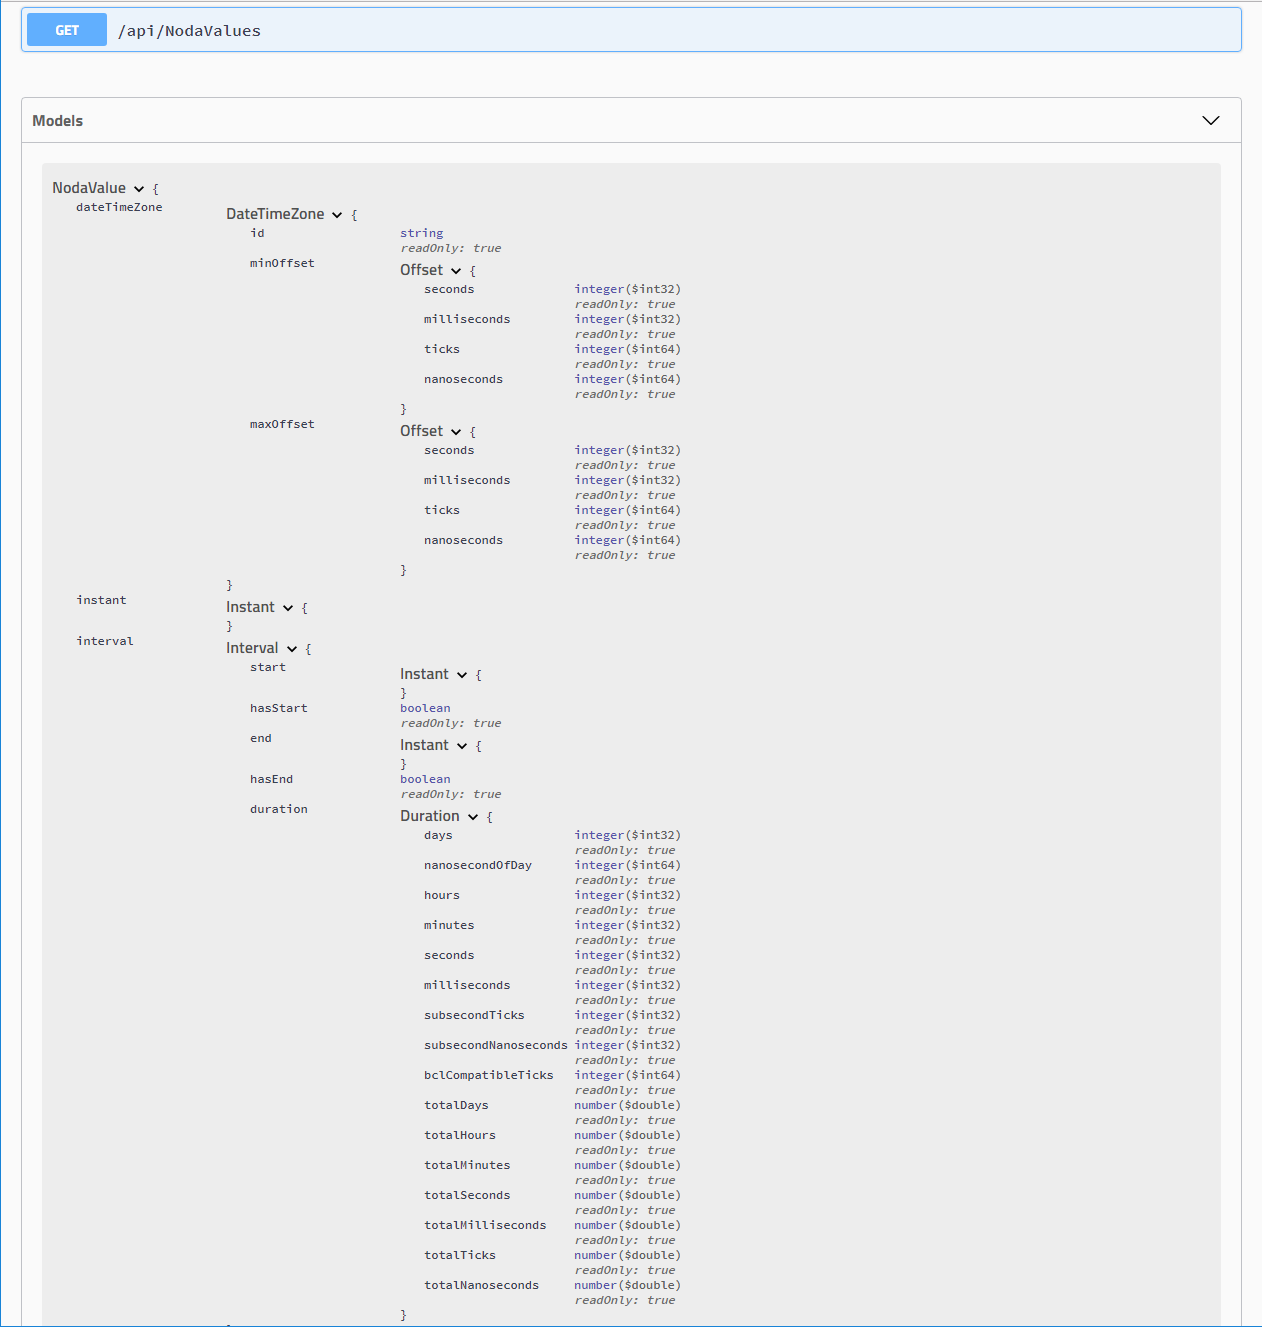 GET /api/NodaValues
Models
NodaValue {
dateTimeZone DateTimeZone {
id string
readOnly: true
minOffset Offset {
seconds integer($int32)
readOnly: true
milliseconds integer($int32)
readOnly: true
ticks integer($int64)
readOnly: true
nanoseconds integer($int64)
readOnly: true
}
maxOffset Offset {
seconds integer($int32)
readOnly: true
milliseconds integer($int32)
readOnly: true
ticks integer($int64)
readOnly: true
nanoseconds integer($int64)
readOnly: true
}
}
instant Instant {
}
interval Interval {
start Instant {
}
hasStart boolean
readOnly: true
end Instant {
}
hasEnd boolean
readOnly: true
duration Duration {
days integer($int32)
readOnly: true
nanosecondOfDay integer($int64)
readOnly: true
hours integer($int32)
readOnly: true
minutes integer($int32)
readOnly: true
seconds integer($int32)
readOnly: true
milliseconds integer($int32)
readOnly: true
subsecondTicks integer($int32)
readOnly: true
subsecondNanoseconds integer($int32)
readOnly: true
bclCompatibleTicks integer($int64)
readOnly: true
totalDays number($double)
readOnly: true
totalHours number($double)
readOnly: true
totalMinutes number($double)
readOnly: true
totalSeconds number($double)
readOnly: true
totalMilliseconds number($double)
readOnly: true
totalTicks number($double)
readOnly: true
totalNanoseconds number($double)
readOnly: true
}